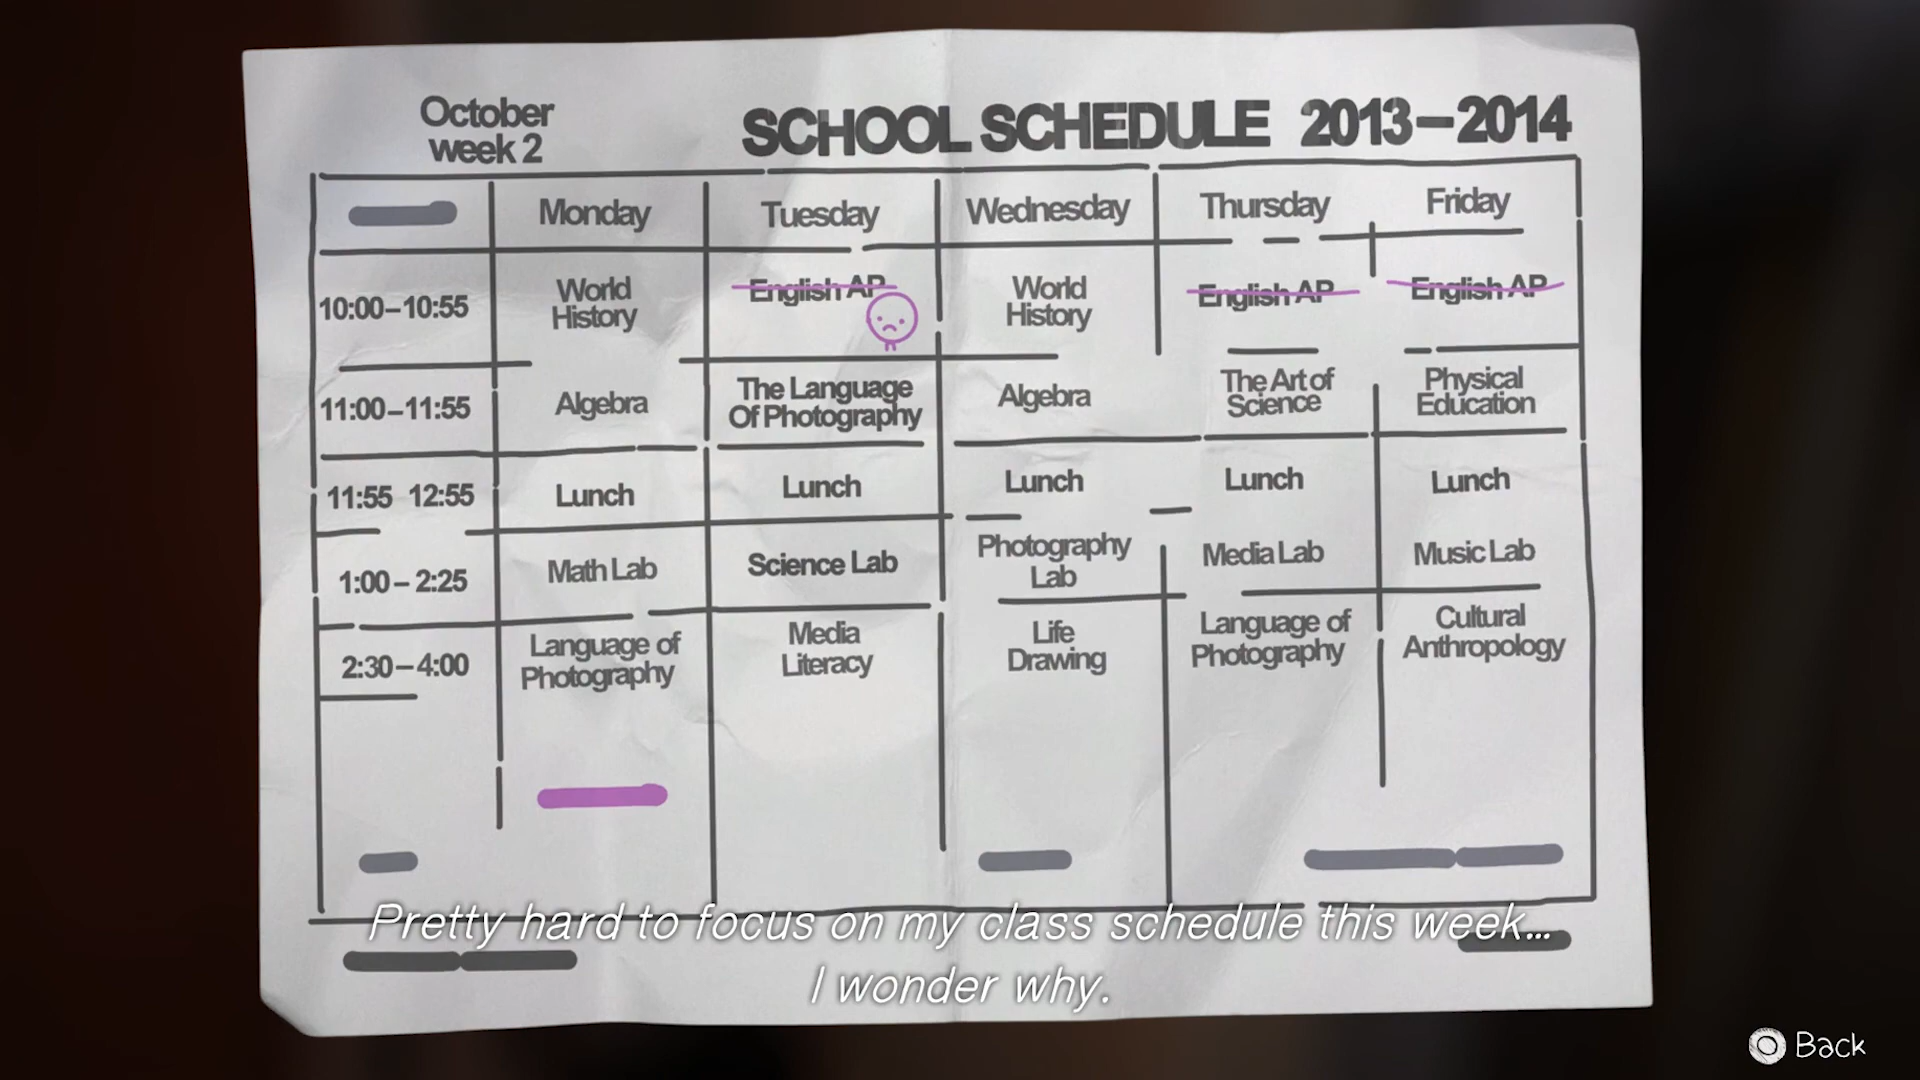 October
week 2
SCHOOL SCHEDULE 2013-2014
Monday Tuesday Wednesday Thursday Friday
10:00-10:55
World
History
English AP
World
History
English AP
English AP
11:00-11:55
Algebra
The Language
Of Photography
Algebra
The Art of
Science
Physical
Education
11:55 12:55
Lunch
Lunch
Lunch
Lunch
Lunch
1:00-2:25
Math Lab
Science Lab
Photography
Lab
Media Lab
Music Lab
2:30-4:00
Language of
Photography
Media
Literacy
Life
Drawing
Language of
Photography
Cultural
Anthropology
Pretty hard to focus on my class schedule this week...
I wonder why.
Back